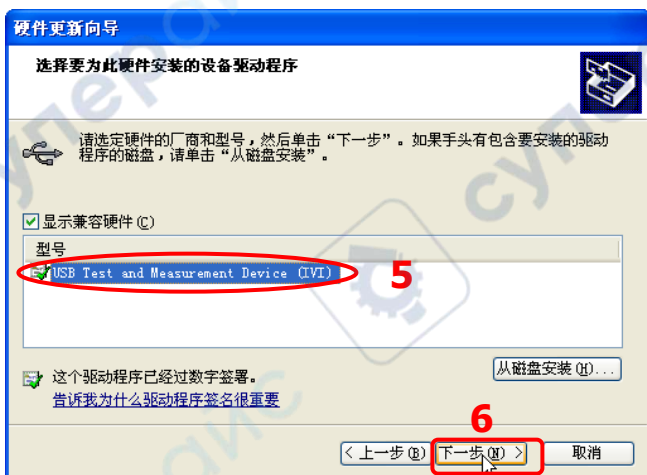 硬件更新向导
选择要为此硬件安装的设备驱动程序
请选定硬件的厂商和型号，然后单击“下一步”。如果手头有包含要安装的驱动
程序的磁盘，请单击“从磁盘安装”。
显示兼容硬件(C)
型号
USB Test and Measurement Device (IVI)
5
这个驱动程序已经过数字签署。
从磁盘安装(H)...
告诉我为什么驱动程序签名很重要
6
< 上一步(B)
下一步(N) >
取消